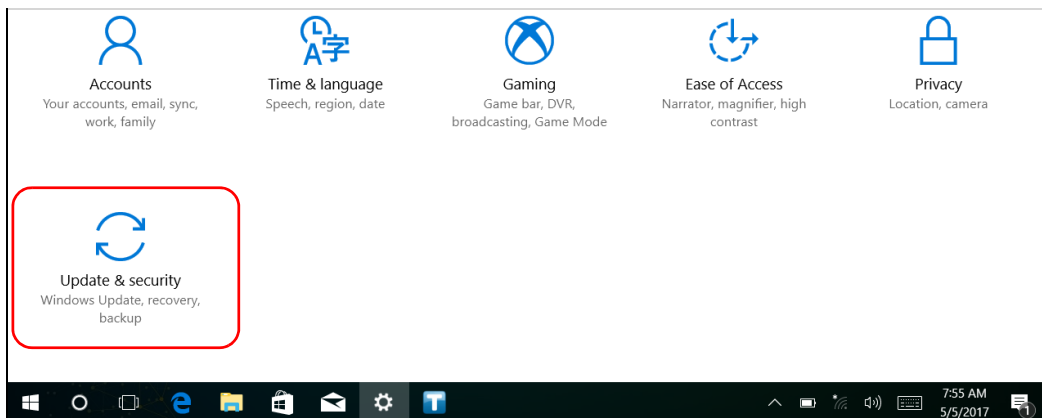 Accounts
Your accounts, email, sync,
work, family
Time & language
Speech, region, date
Gaming
Game bar, DVR,
broadcasting, Game Mode
Ease of Access
Narrator, magnifier, high
contrast
Privacy
Location, camera
Update & security
Windows Update, recovery,
backup
7:55 AM
5/5/2017
1